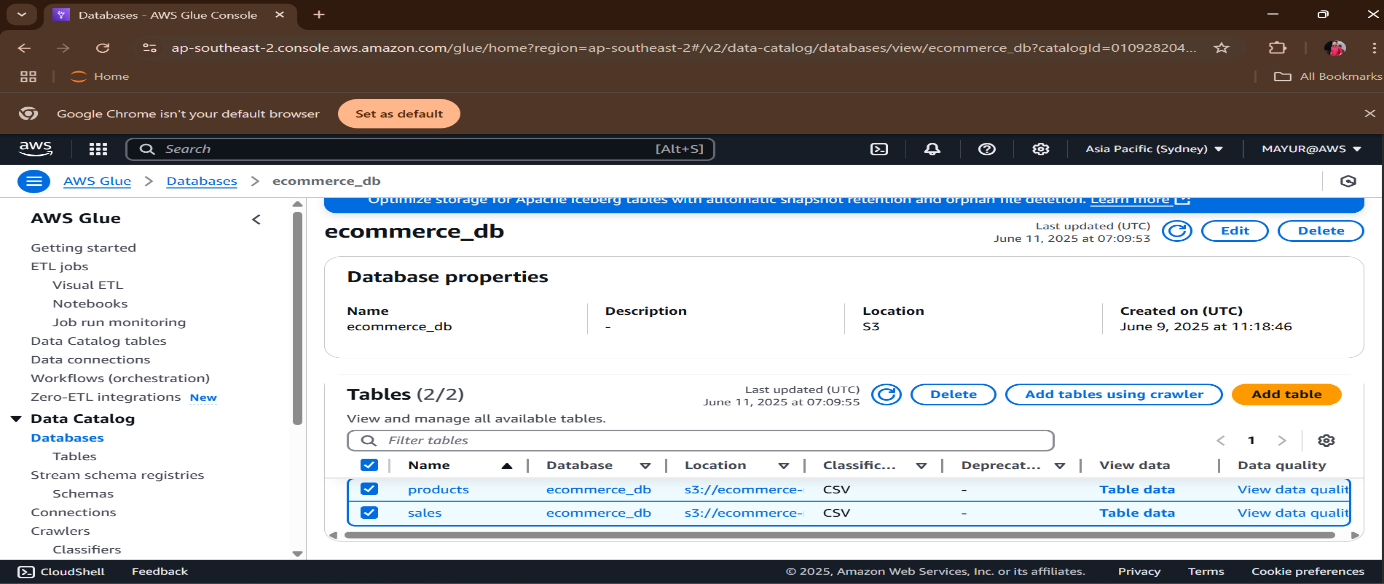 Databases - AWS Glue Console
ap-southeast-2.console.aws.amazon.com/glue/home?region=ap-southeast-2#/v2/data-catalog/databases/view/ecommerce_db?catalogId=010928204...
Home
All Bookmarks
Google Chrome isn't your default browser
Set as default
aws
Search
[Alt+S]
Asia Pacific (Sydney)
MAYUR@AWS
AWS Glue > Databases > ecommerce_db
Optimize storage for Apache Iceberg tables with automatic snapshot retention and orphan file deletion. Learn more
AWS Glue
Getting started
ETL jobs
Visual ETL
Notebooks
Job run monitoring
Data Catalog tables
Data connections
Workflows (orchestration)
Zero-ETL integrations New
Data Catalog
Databases
Tables
Stream schema registries
Schemas
Connections
Crawlers
Classifiers
ecommerce_db
Last updated (UTC)
June 11, 2025 at 07:09:53
Edit
Delete
Database properties
Name
ecommerce_db
Description
-
Location
S3
Created on (UTC)
June 9, 2025 at 11:18:46
Tables (2/2)
Last updated (UTC)
June 11, 2025 at 07:09:55
Delete
Add tables using crawler
Add table
View and manage all available tables.
Filter tables
1
Name Database Location Classific... Deprecat... View data Data quality
products ecommerce_db s3://ecommerce- CSV - Table data View data qualit
sales ecommerce_db s3://ecommerce- CSV - Table data View data qualit
CloudShell Feedback © 2025, Amazon Web Services, Inc. or its affiliates. Privacy Terms Cookie preferences